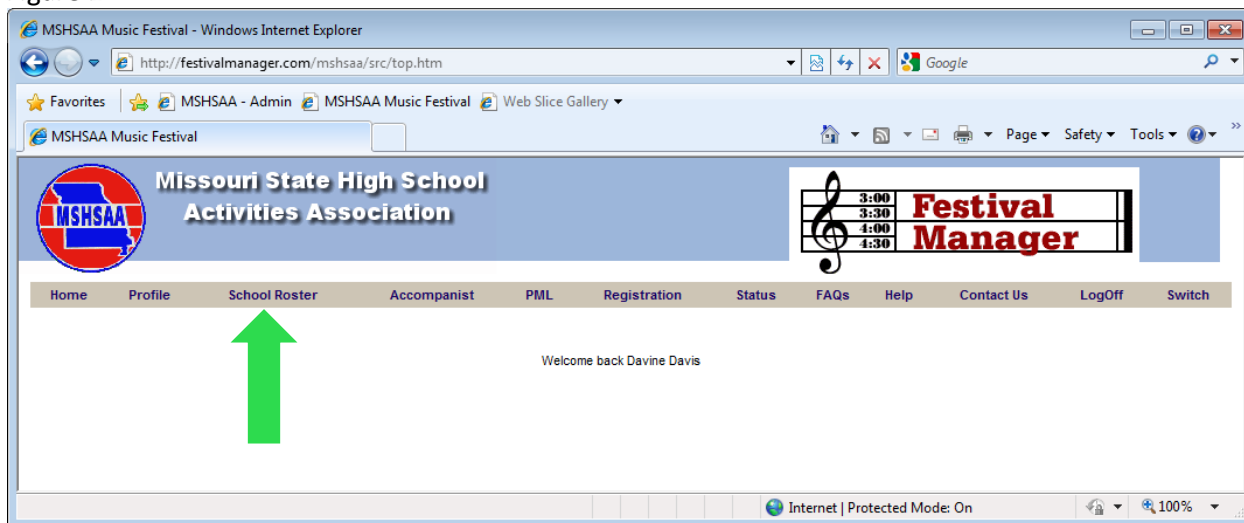 MSHSAA Music Festival - Windows Internet Explorer
http://festivalmanager.com/mshsaa/src/top.htm
Google
Favorites MSHSAA - Admin MSHSAA Music Festival Web Slice Gallery
MSHSAA Music Festival
Page Safety Tools
Missouri State High School
Activities Association
MSHSAA
3:00
3:30
4:00
4:30
Festival
Manager
Home Profile School Roster Accompanist PML Registration Status FAQs Help Contact Us LogOff Switch
Welcome back Davine Davis
Internet | Protected Mode: On 100%